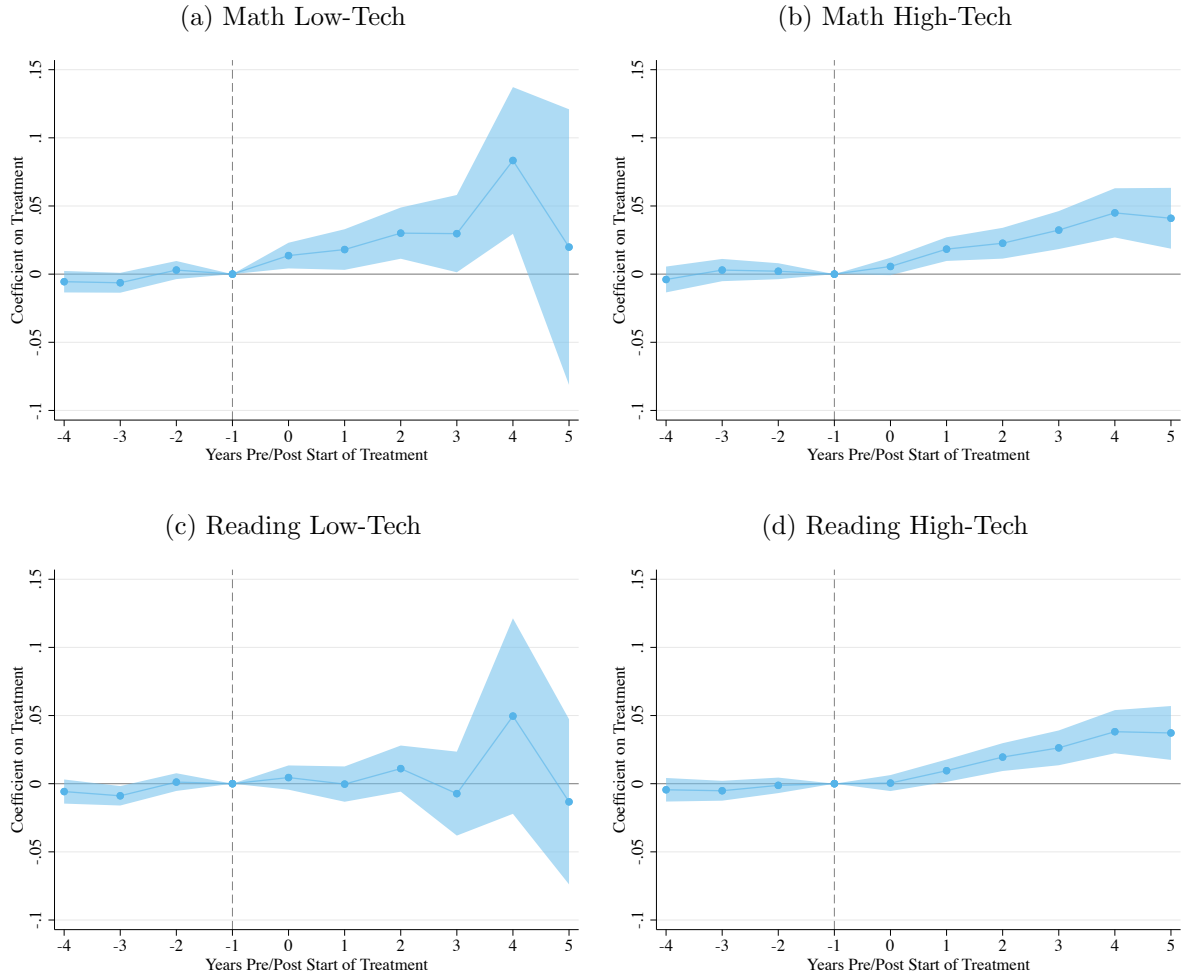 (a) Math Low-Tech
Coefficient on Treatment
.15
.1
.05
0
-.05
-.1
-4 -3 -2 -1 0 1 2 3 4 5
Years Pre/Post Start of Treatment
(b) Math High-Tech
Coefficient on Treatment
.15
.1
.05
0
-.05
-.1
-4 -3 -2 -1 0 1 2 3 4 5
Years Pre/Post Start of Treatment
(c) Reading Low-Tech
Coefficient on Treatment
.15
.1
.05
0
-.05
-.1
-4 -3 -2 -1 0 1 2 3 4 5
Years Pre/Post Start of Treatment
(d) Reading High-Tech
Coefficient on Treatment
.15
.1
.05
0
-.05
-.1
-4 -3 -2 -1 0 1 2 3 4 5
Years Pre/Post Start of Treatment